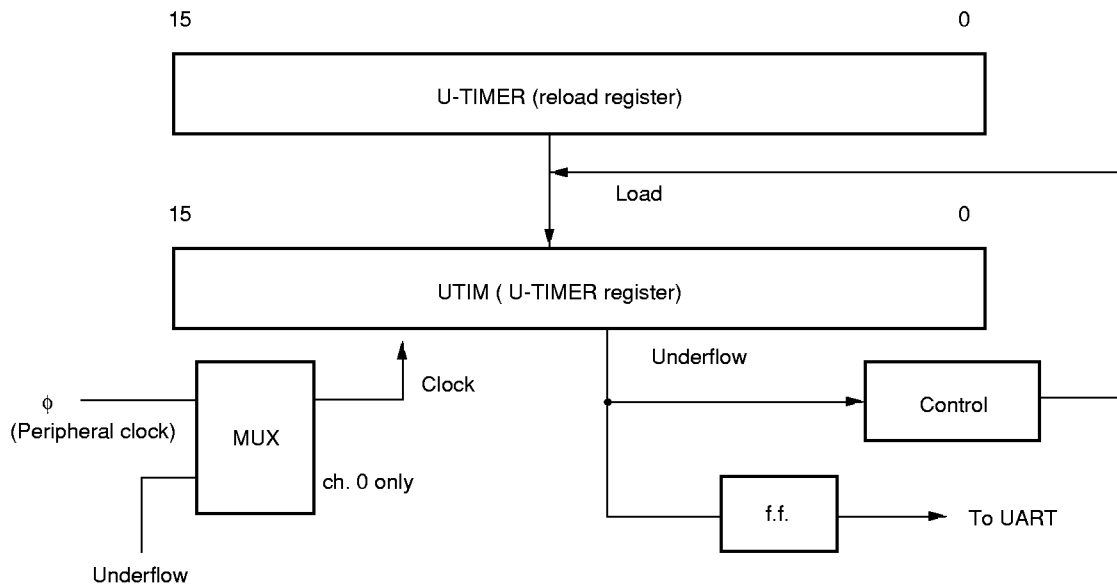 15
0
U-TIMER (reload register)
Load
15
0
UTIM ( U-TIMER register)
Underflow
Clock
Control
ϕ
(Peripheral clock)
MUX
ch. 0 only
f.f.
To UART
Underflow